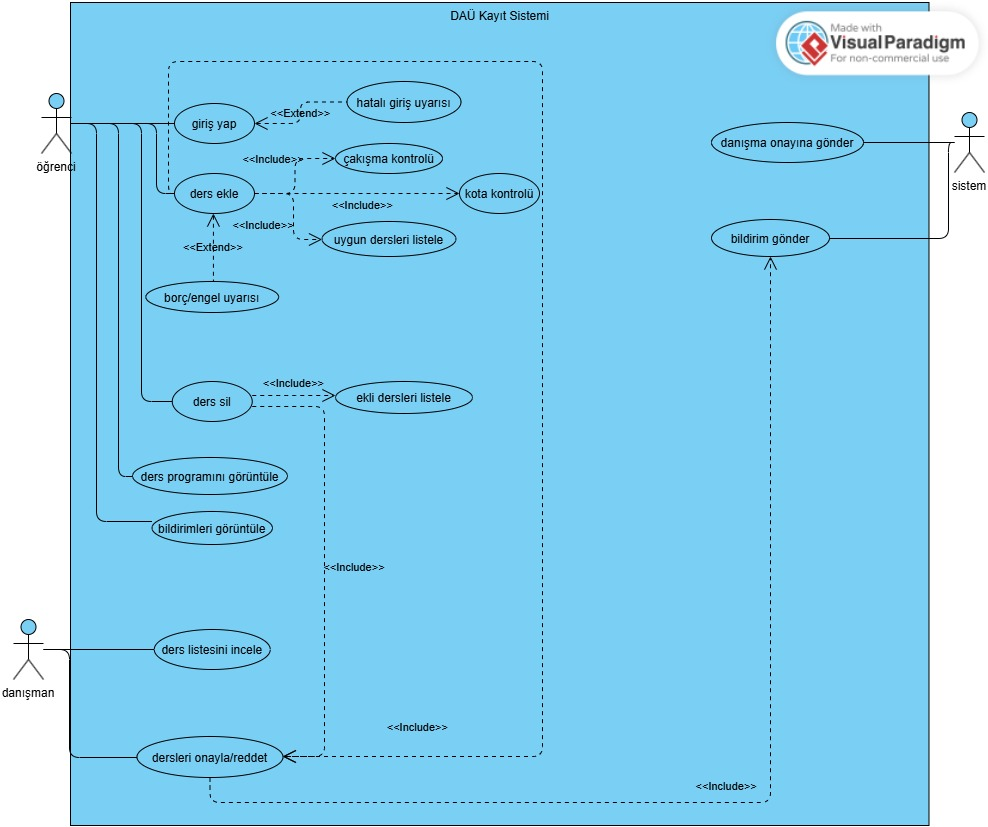 DAÜ Kayıt Sistemi
Made with
VisualParadigm
For non-commercial use
hatalı giriş uyarısı
<<Extend>>
giriş yap
öğrenci
danışma onayına gönder
sistem
<<Include>>
çakışma kontrolü
ders ekle
kota kontrolü
<<Include>>
<<Include>>
uygun dersleri listele
bildirim gönder
<<Extend>>
borç/engel uyarısı
<<Include>>
ders sil
ekli dersleri listele
ders programını görüntüle
bildirimleri görüntüle
<<Include>>
ders listesini incele
danışman
<<Include>>
dersleri onayla/reddet
<<Include>>